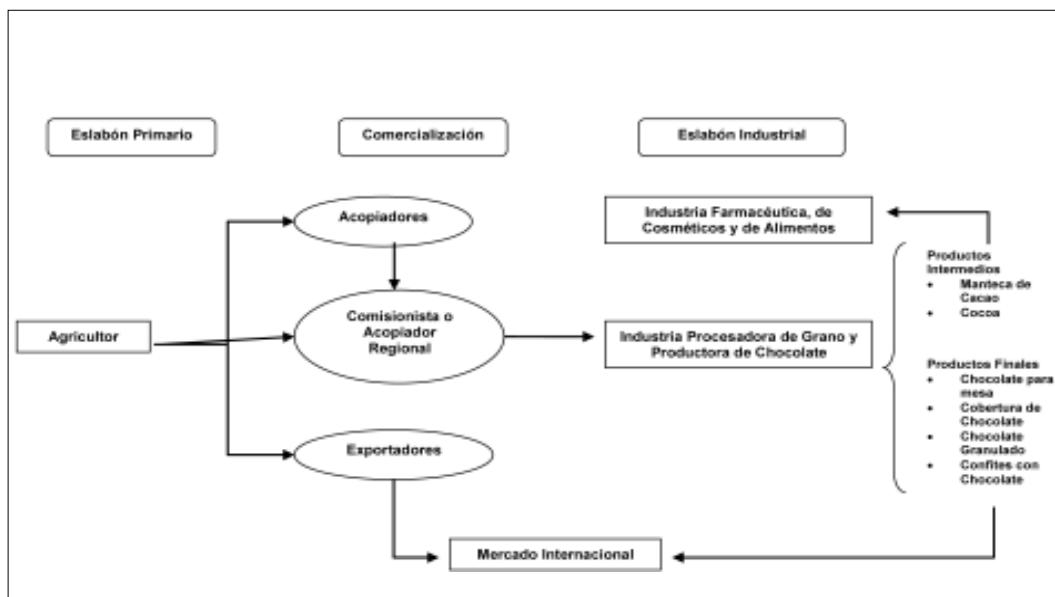 Eslabón Primario
Comercialización
Eslabón Industrial
Acopiadores
Industria Farmacéutica, de
Cosméticos y de Alimentos
Productos
Intermedios
• Manteca de
Cacao
• Cocoa
Agricultor
Comisionista o
Acopiador
Regional
Industria Procesadora de Grano y
Productora de Chocolate
Productos Finales
• Chocolate para
mesa
• Cobertura de
Chocolate
• Chocolate
Granulado
• Confites con
Chocolate
Exportadores
Mercado Internacional